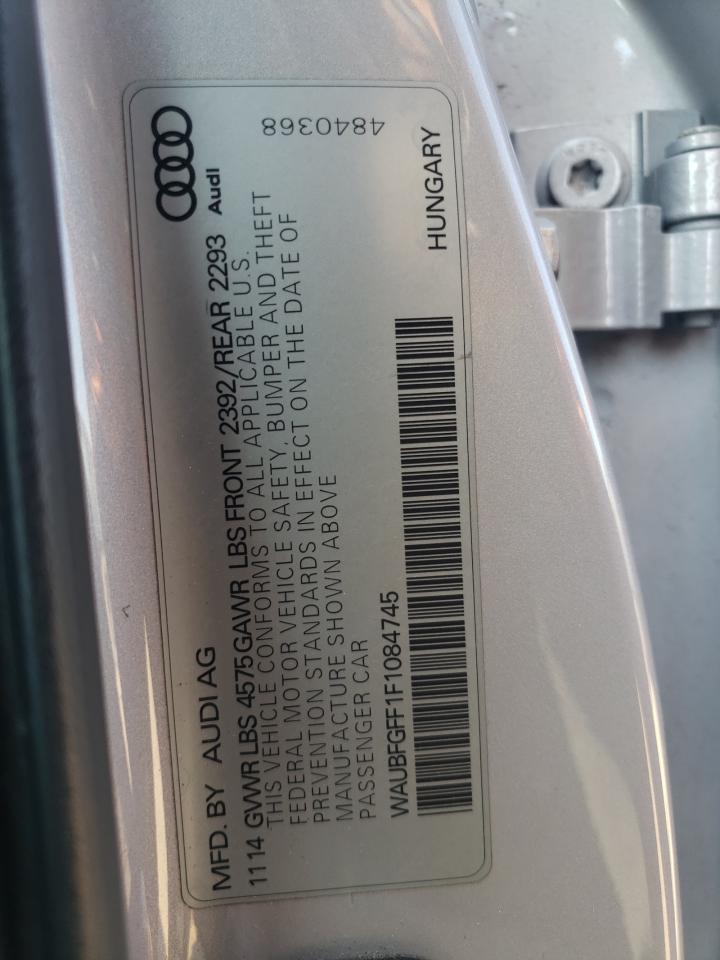 MFD. BY AUDI AG
Audi
1114 GVWR LBS 4575 GAWR LBS FRONT 2392/REAR 2293
THIS VEHICLE CONFORMS TO ALL APPLICABLE U.S.
FEDERAL MOTOR VEHICLE SAFETY, BUMPER AND THEFT
PREVENTION STANDARDS IN EFFECT ON THE DATE OF
MANUFACTURE SHOWN ABOVE
PASSENGER CAR
WAUBFGFF1F1084745
HUNGARY
4840368